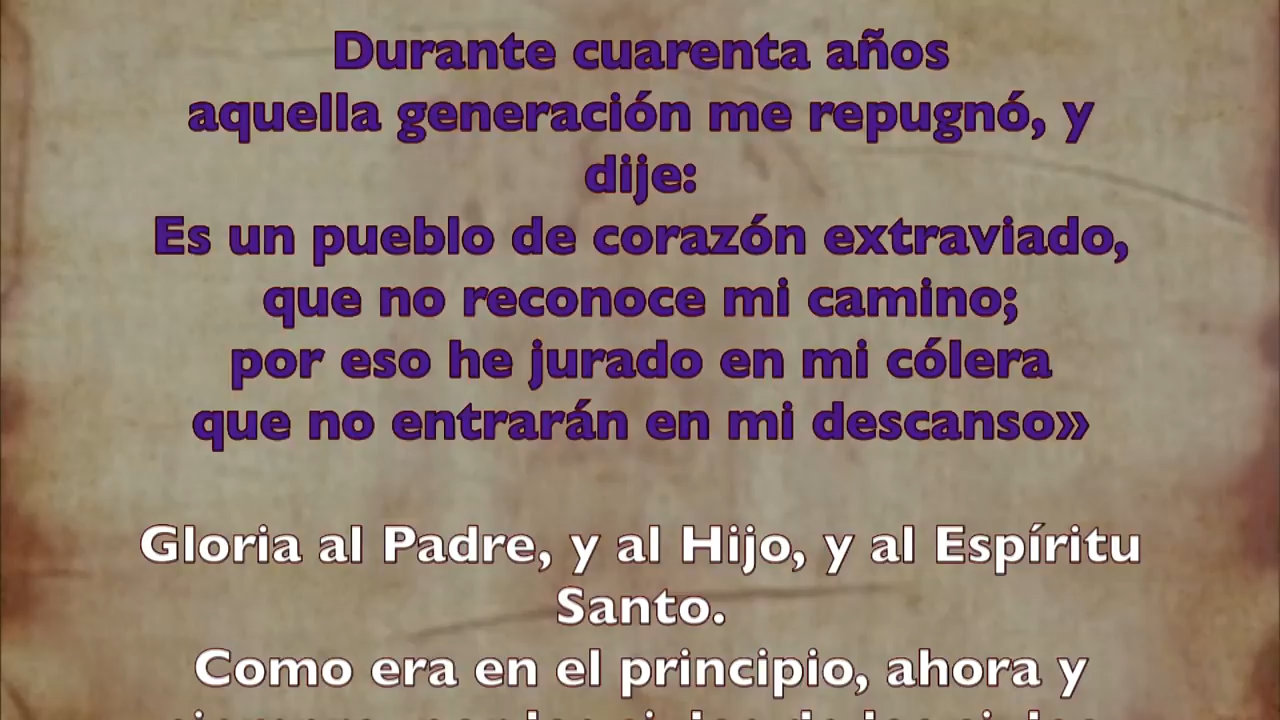 Durante cuarenta años
aquella generación me repugnó, y
dije:
Es un pueblo de corazón extraviado,
que no reconoce mi camino;
por eso he jurado en mi cólera
que no entrarán en mi descanso»
Gloria al Padre, y al Hijo, y al Espíritu
Santo.
Como era en el principio, ahora y